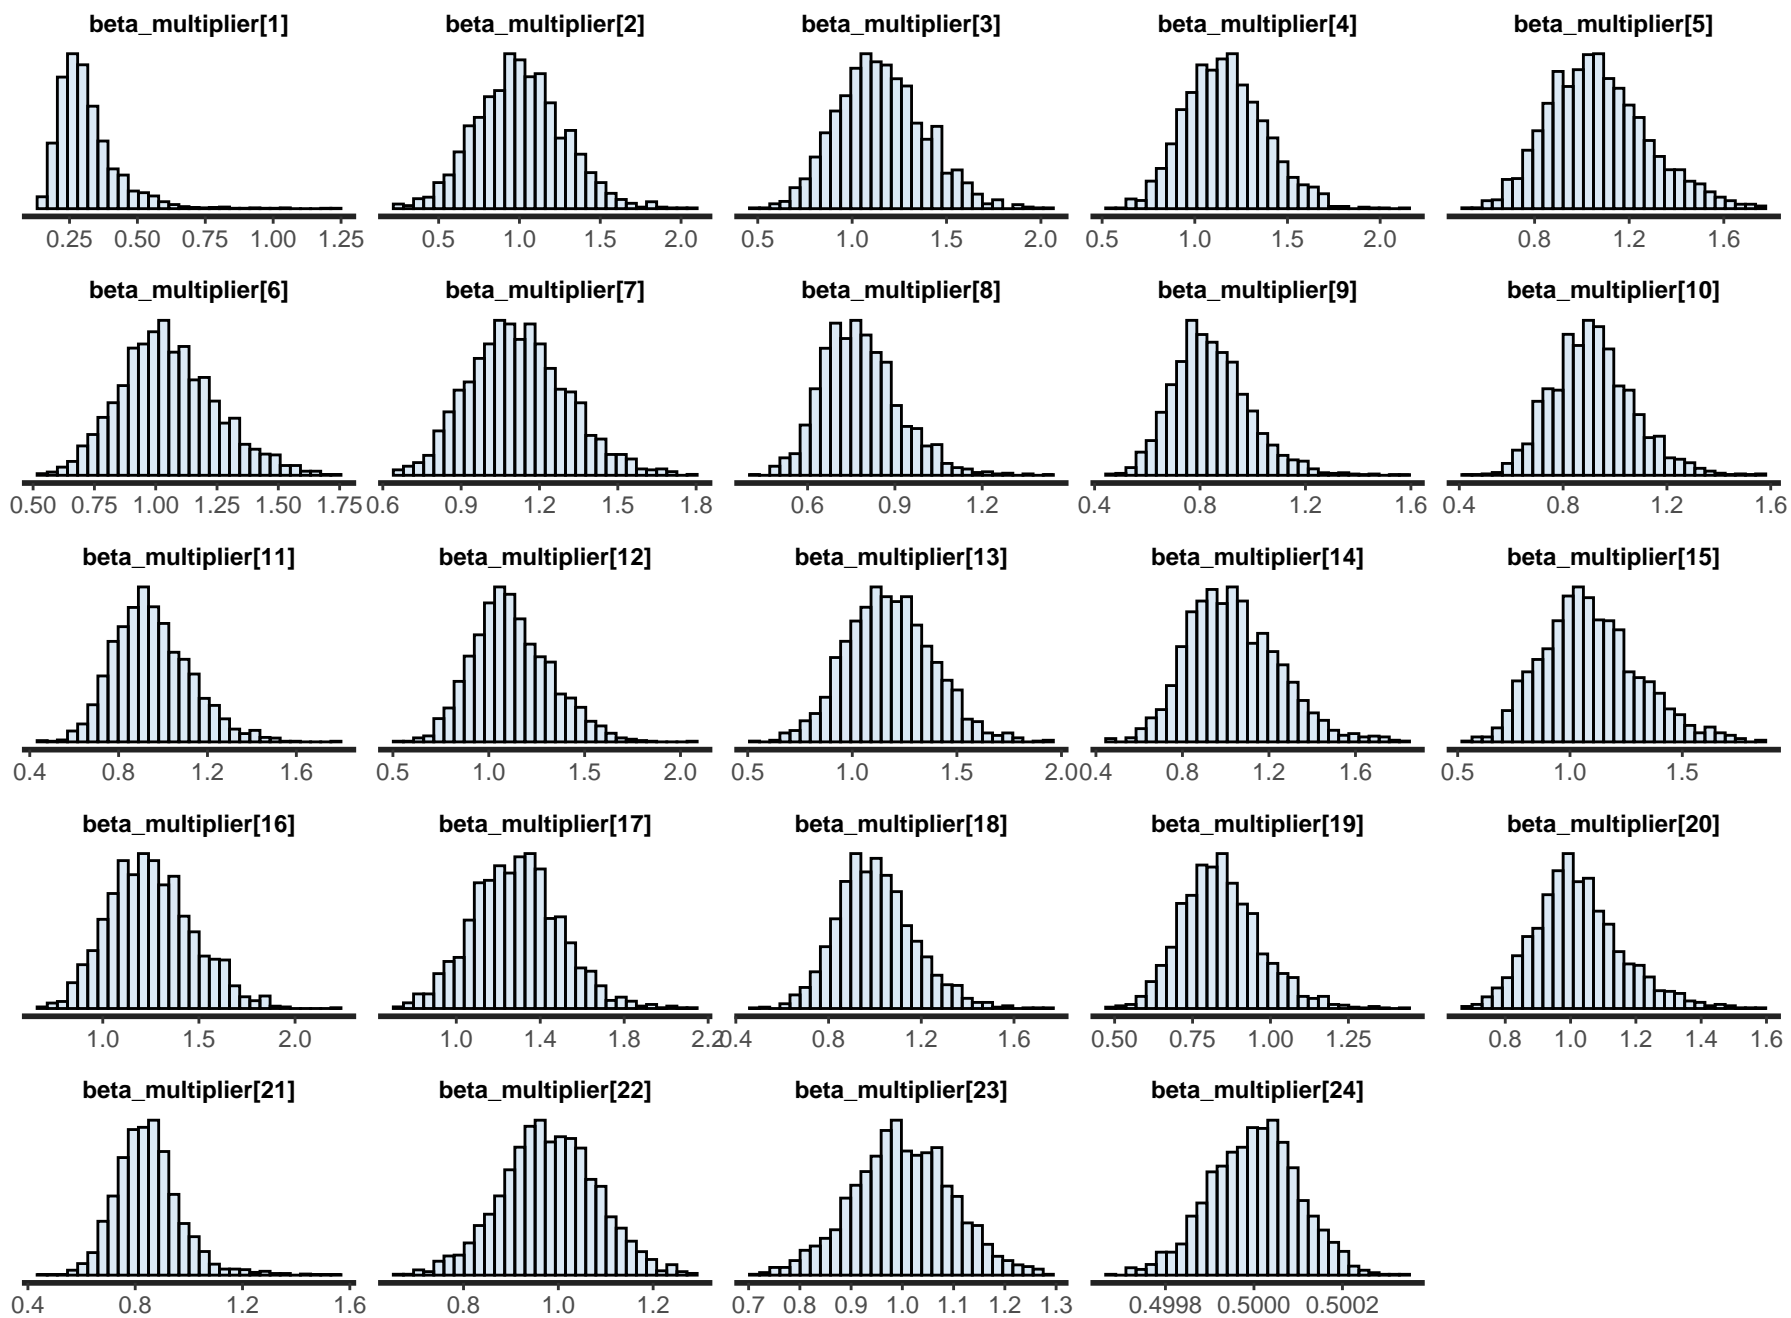 beta_multiplier[1] beta_multiplier[2] beta_multiplier[3] beta_multiplier[4] beta_multiplier[5]
0.25 0.50 0.75 1.00 1.25 0.5 1.0 1.5 2.0 0.5 1.0 1.5 2.0 0.5 1.0 1.5 2.0 0.8 1.2 1.6
beta_multiplier[6] beta_multiplier[7] beta_multiplier[8] beta_multiplier[9] beta_multiplier[10]
0.50 0.75 1.00 1.25 1.50 1.75 0.6 0.9 1.2 1.5 1.8 0.6 0.9 1.2 0.4 0.8 1.2 1.6 0.4 0.8 1.2 1.6
beta_multiplier[11] beta_multiplier[12] beta_multiplier[13] beta_multiplier[14] beta_multiplier[15]
0.4 0.8 1.2 1.6 0.5 1.0 1.5 2.0 0.5 1.0 1.5 2.0 0.4 0.8 1.2 1.6 0.5 1.0 1.5
beta_multiplier[16] beta_multiplier[17] beta_multiplier[18] beta_multiplier[19] beta_multiplier[20]
1.0 1.5 2.0 1.0 1.4 1.8 2.2 0.4 0.8 1.2 1.6 0.50 0.75 1.00 1.25 0.8 1.0 1.2 1.4 1.6
beta_multiplier[21] beta_multiplier[22] beta_multiplier[23] beta_multiplier[24]
0.4 0.8 1.2 1.6 0.8 1.0 1.2 0.7 0.8 0.9 1.0 1.1 1.2 1.3 0.4998 0.5000 0.5002